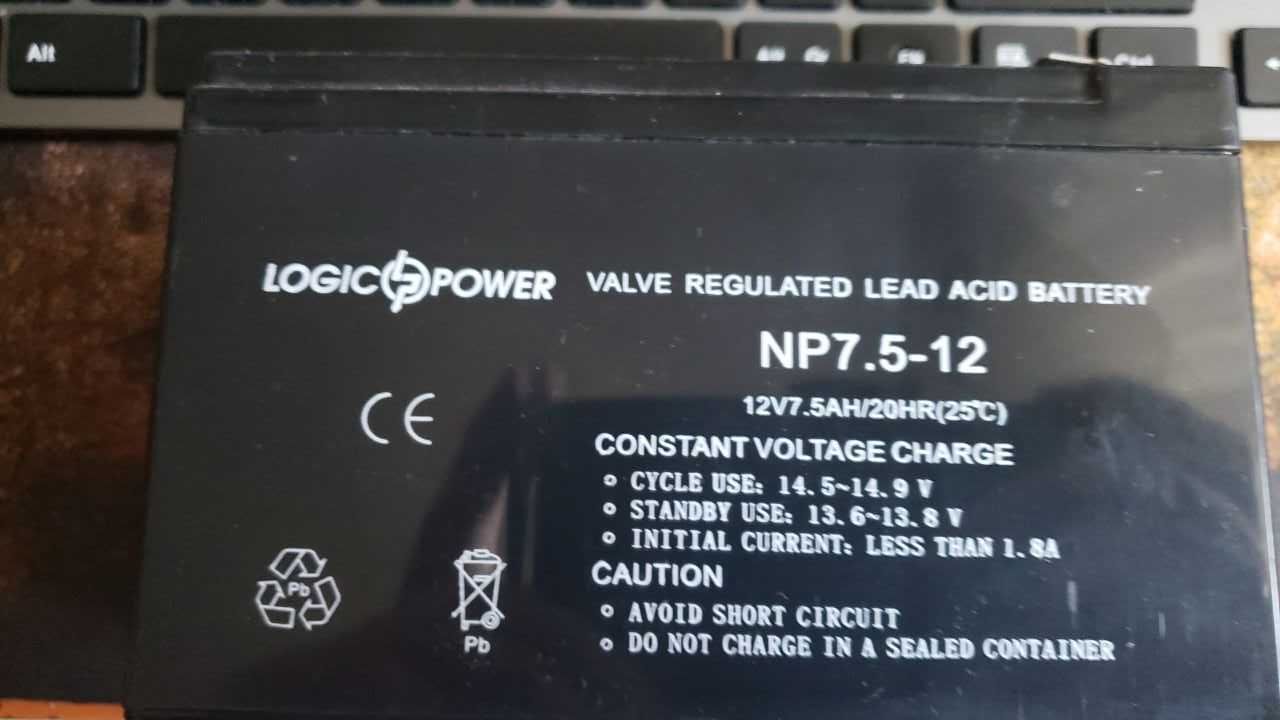 Alt
LOGIC POWER
VALVE REGULATED LEAD ACID BATTERY
NP7.5-12
12V7.5AH/20HR(25℃)
CE
CONSTANT VOLTAGE CHARGE
CYCLE USE: 14.5~14.9 V
STANDBY USE: 13.6~13.8 V
INITIAL CURRENT: LESS THAN 1.8A
CAUTION
AVOID SHORT CIRCUIT
DO NOT CHARGE IN A SEALED CONTAINER
Pb
Pb